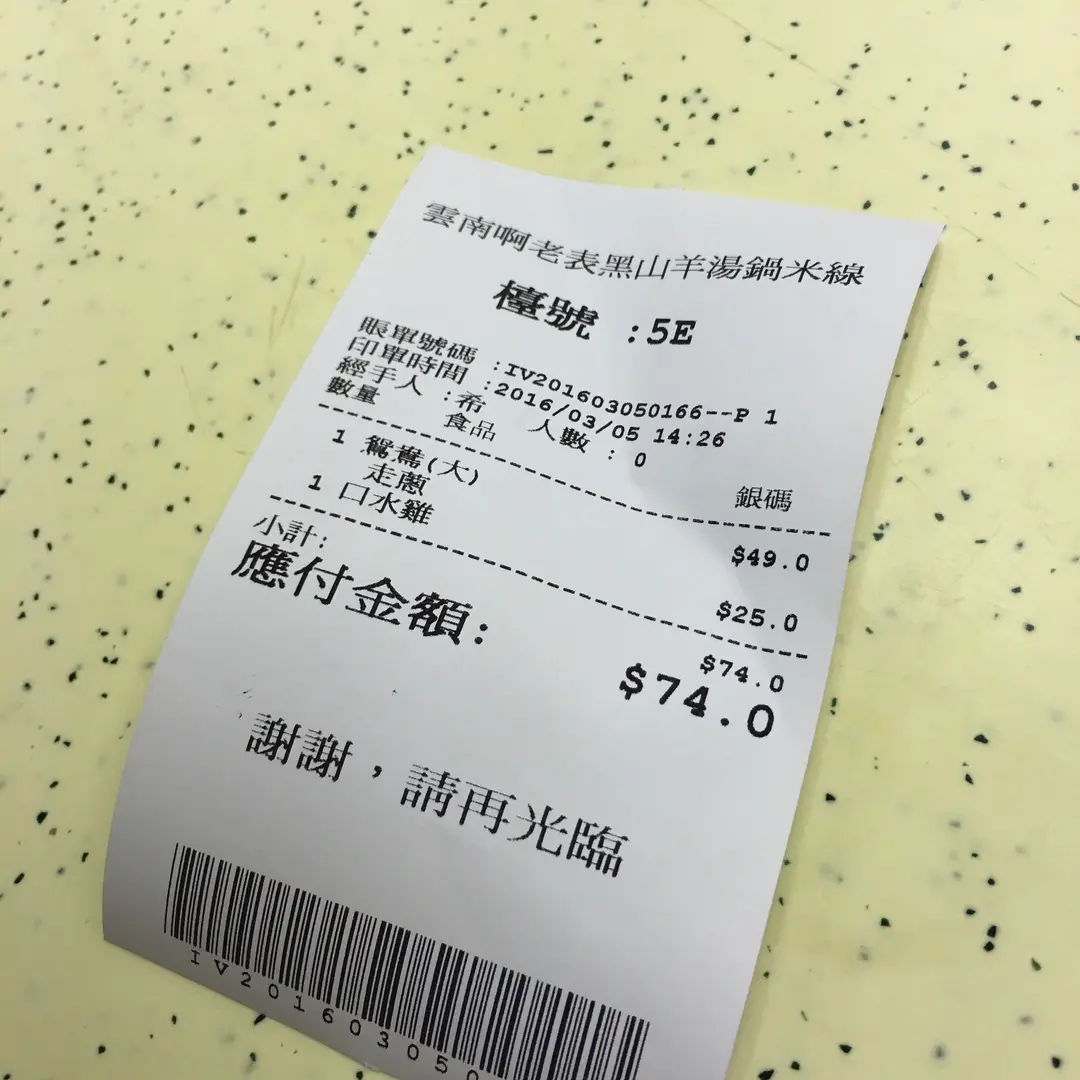 雲南啊老表黑山羊湯鍋米線
檯號 :5E
賬單號碼 :IV201603050166--P 1
印單時間 :2016/03/05 14:26
經手人 :希 人數 : 0
數量 食品 銀碼
1 鴛鴦(大) $49.0
走蔥
1 口水雞 $25.0
小計: $74.0
應付金額: $74.0
謝謝，請再光臨
IV201603050